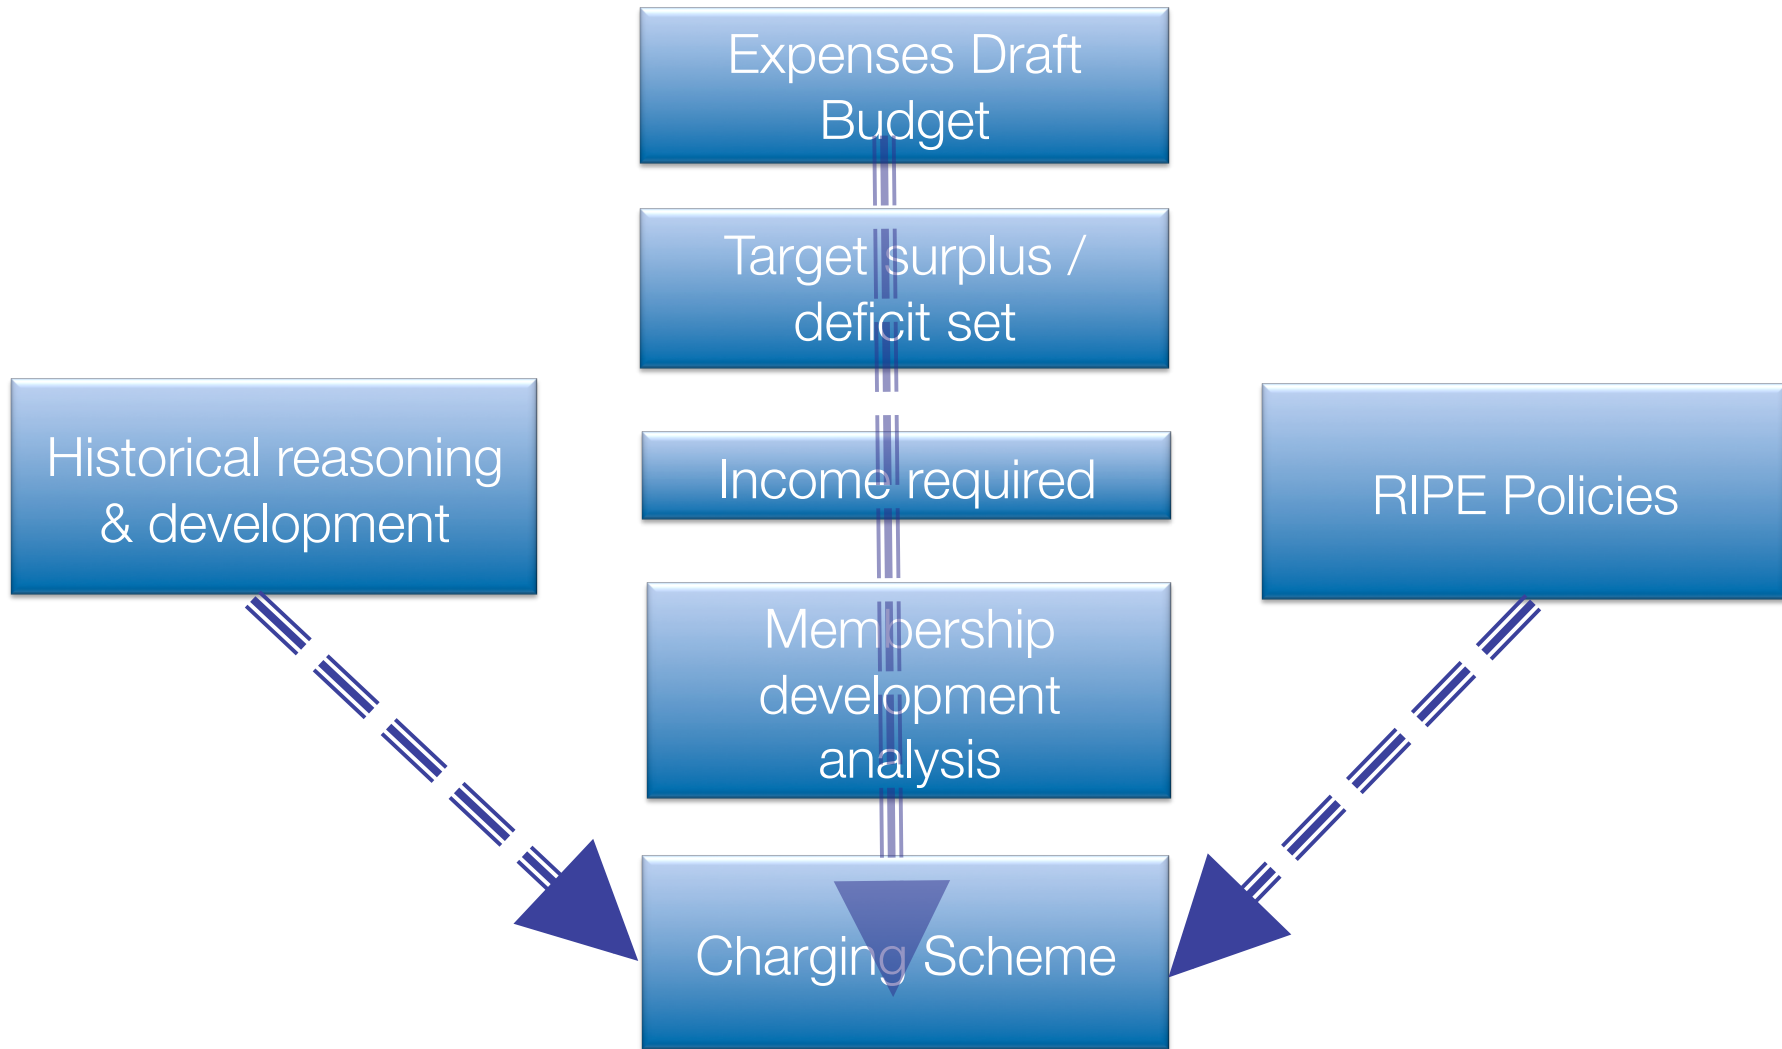 Expenses Draft
Budget
Target surplus /
deficit set
Historical reasoning
& development
Income required
RIPE Policies
Membership
development
analysis
Charging Scheme